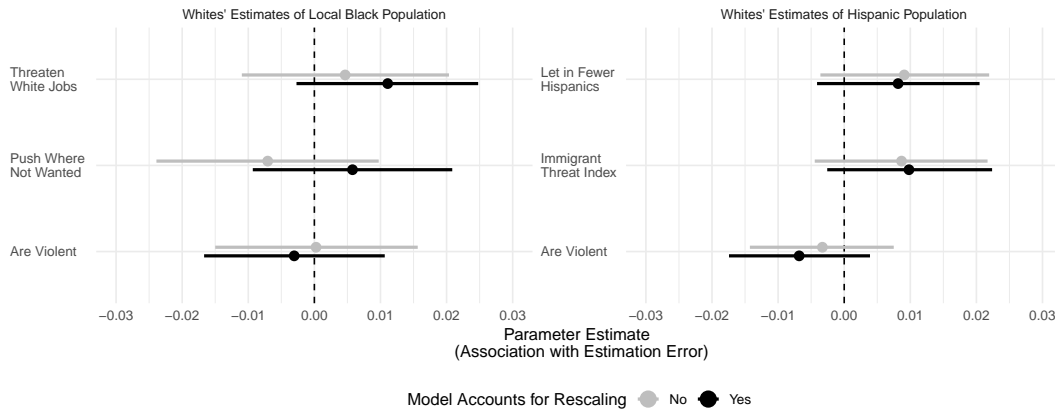 Whites' Estimates of Local Black Population
Threaten
White Jobs
Push Where
Not Wanted
Are Violent
−0.03 −0.02 −0.01 0.00 0.01 0.02 0.03
Whites' Estimates of Hispanic Population
Let in Fewer
Hispanics
Immigrant
Threat Index
Are Violent
−0.03 −0.02 −0.01 0.00 0.01 0.02 0.03
Parameter Estimate
(Association with Estimation Error)
Model Accounts for Rescaling No Yes